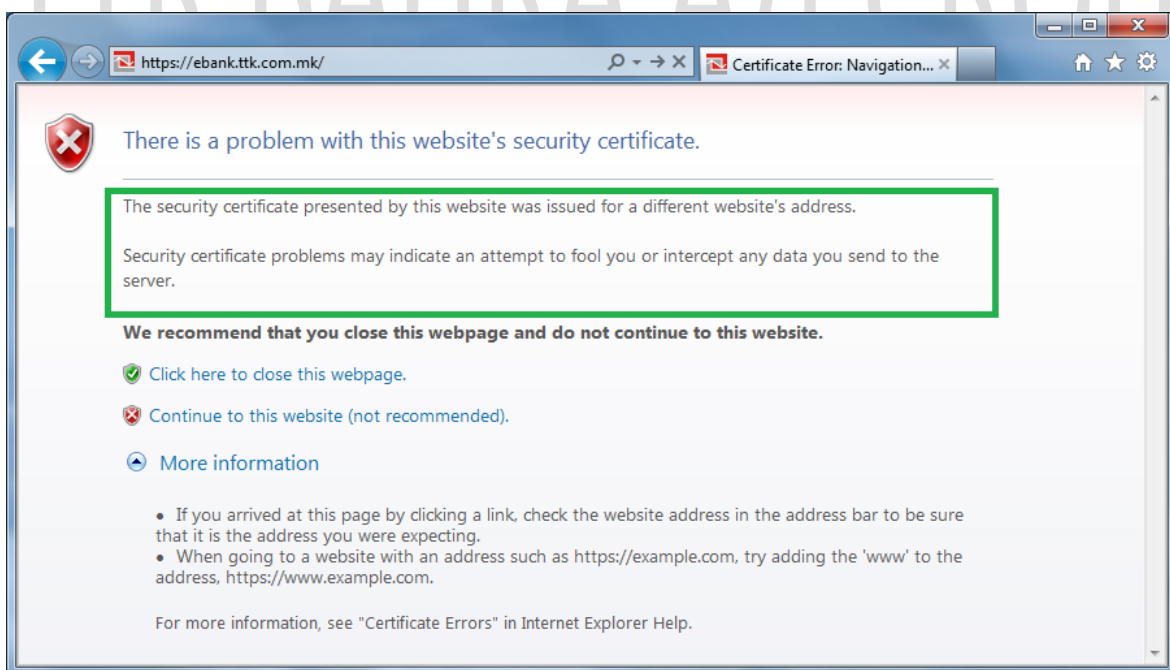 TTK BANKA AD SKOPJE
https://ebank.ttk.com.mk/
Certificate Error: Navigation...
There is a problem with this website's security certificate.
The security certificate presented by this website was issued for a different website's address.
Security certificate problems may indicate an attempt to fool you or intercept any data you send to the
server.
We recommend that you close this webpage and do not continue to this website.
Click here to close this webpage.
Continue to this website (not recommended).
More information
• If you arrived at this page by clicking a link, check the website address in the address bar to be sure
that it is the address you were expecting.
• When going to a website with an address such as https://example.com, try adding the 'www' to the
address, https://www.example.com.
For more information, see "Certificate Errors" in Internet Explorer Help.